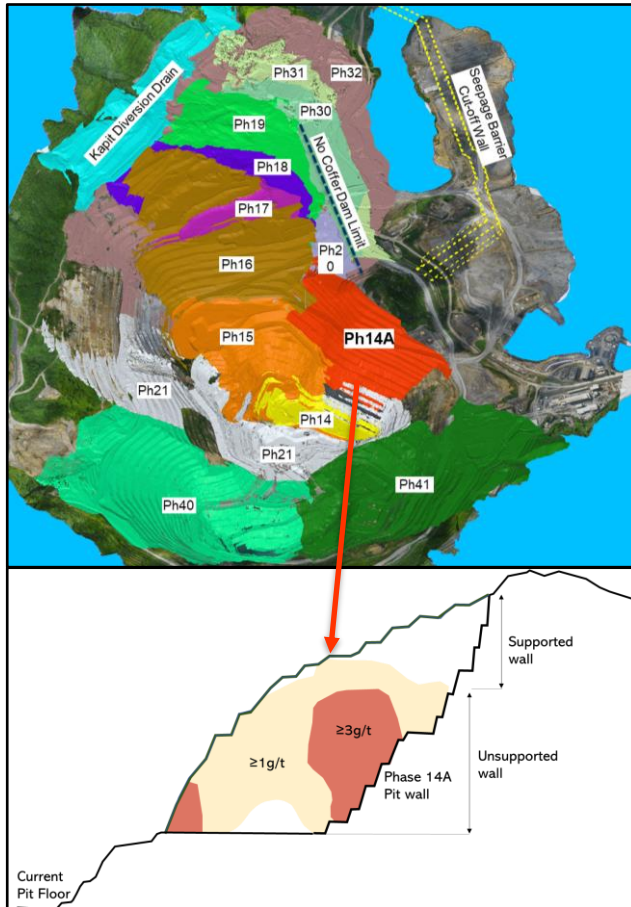 Ph31
Ph32
Kapit Diversion Drain
Seepage Barrier
Cut-off Wall
Ph30
Ph19
No Coffer Dam Limit
Ph18
Ph17
Ph2
0
Ph16
Ph15
Ph14A
Ph21
Ph14
Ph21
Ph41
Ph40
Supported
wall
≥3g/t
≥1g/t
Unsupported
wall
Phase 14A
Pit wall
Current
Pit Floor